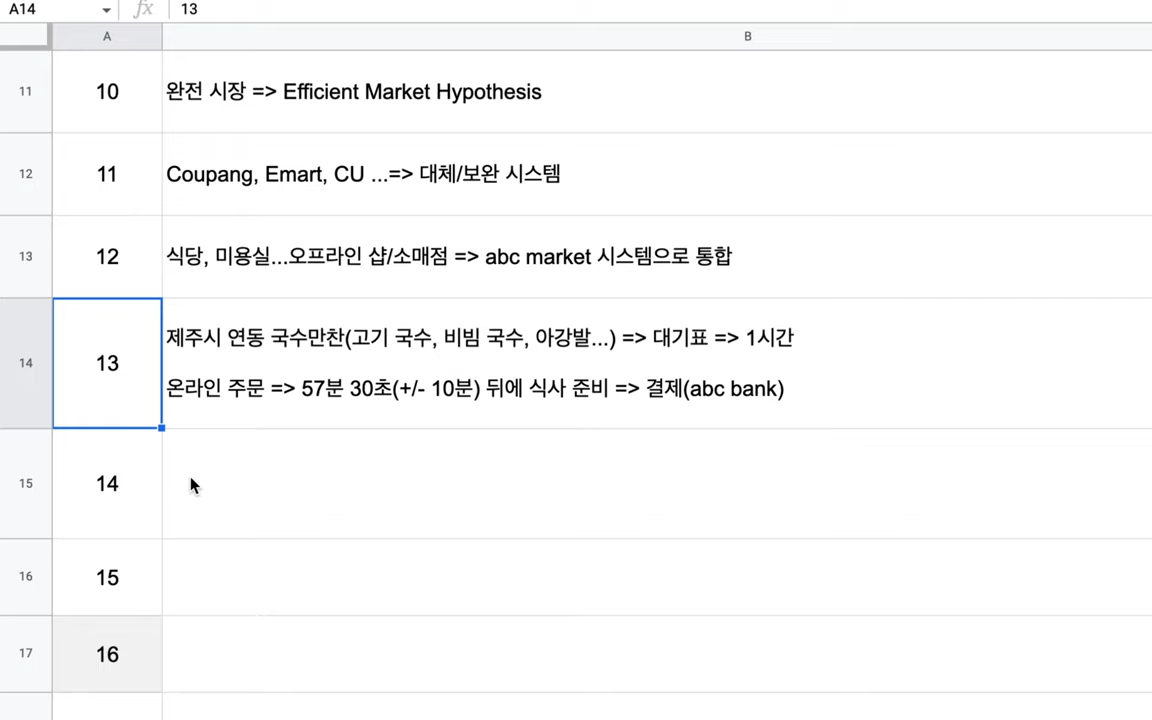 A14 fx 13
A B
11 10 완전 시장 => Efficient Market Hypothesis
12 11 Coupang, Emart, CU ...=> 대체/보완 시스템
13 12 식당, 미용실...오프라인 샵/소매점 => abc market 시스템으로 통합
14 13 제주시 연동 국수만찬(고기 국수, 비빔 국수, 아강발...) => 대기표 => 1시간
온라인 주문 => 57분 30초(+/- 10분) 뒤에 식사 준비 => 결제(abc bank)
15 14
16 15
17 16